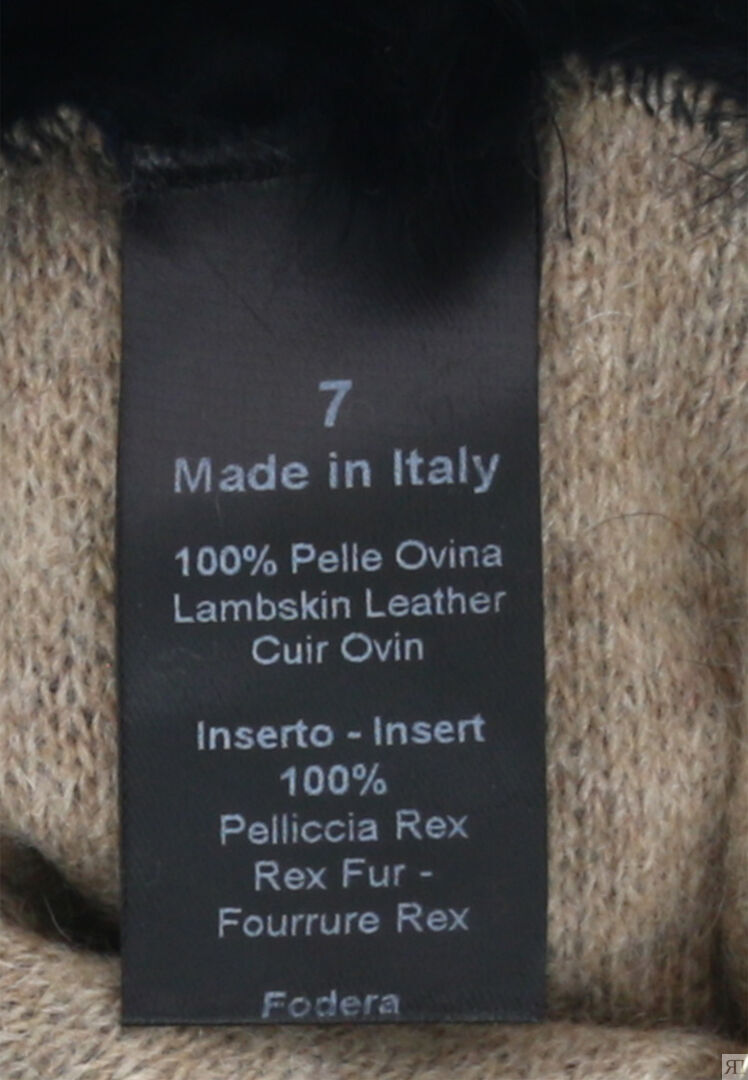 7
Made in Italy
100% Pelle Ovina
Lambskin Leather
Cuir Ovin
Inserto - Insert
100%
Pelliccia Rex
Rex Fur -
Fourrure Rex
Fodera